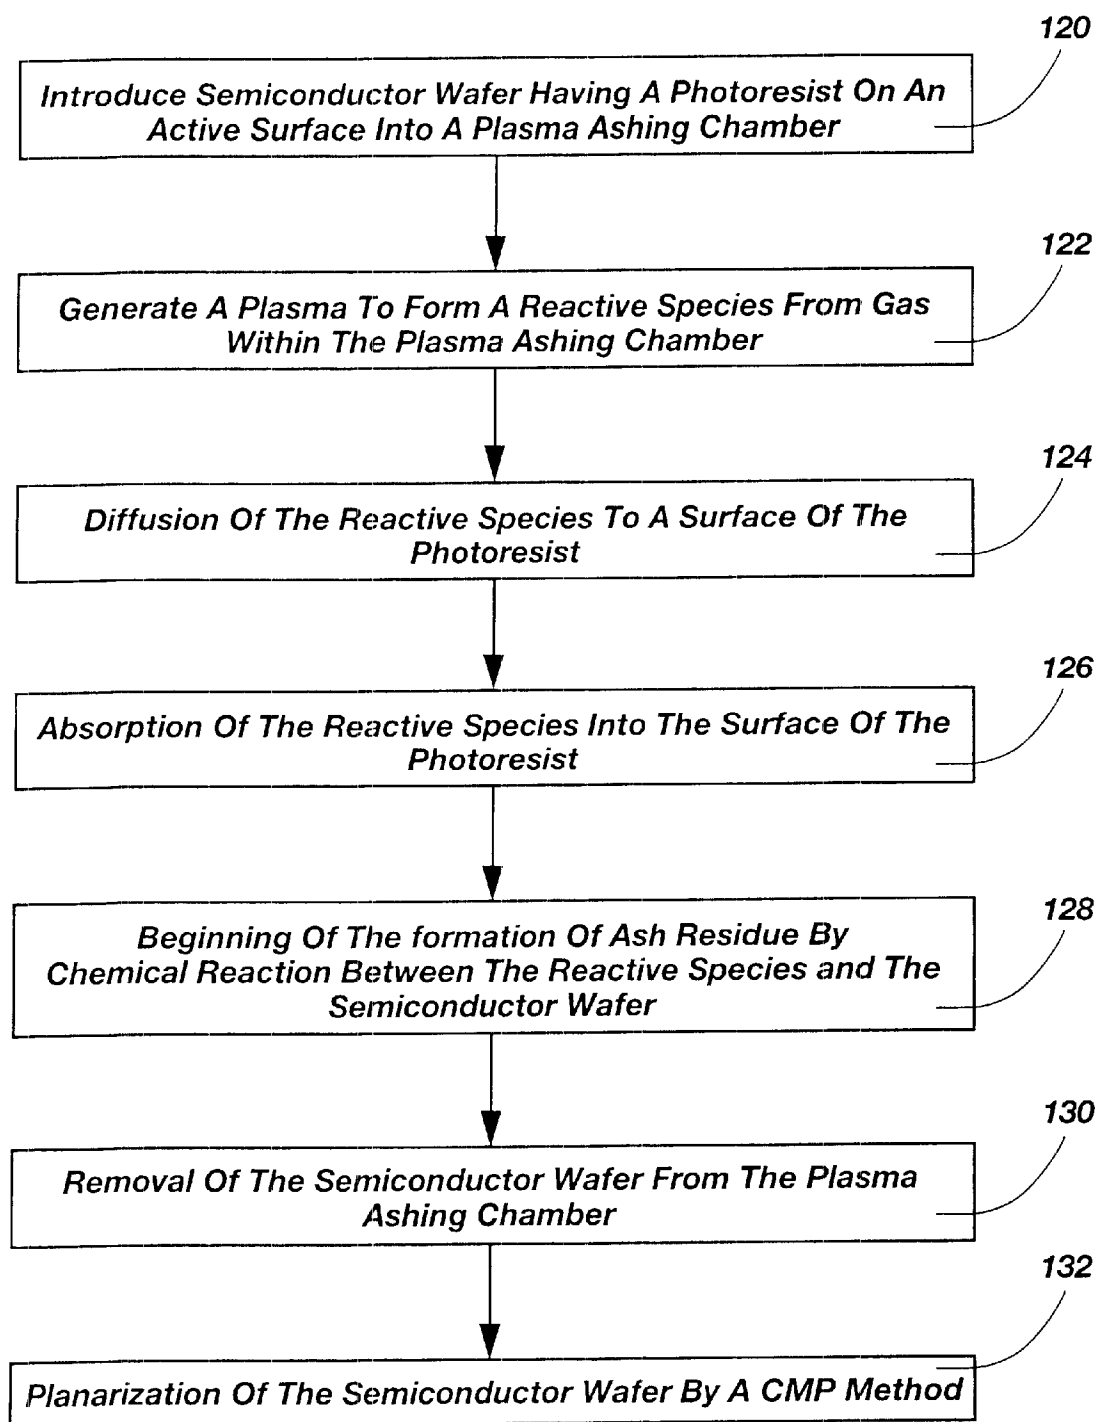 120
Introduce Semiconductor Wafer Having A Photoresist On An
Active Surface Into A Plasma Ashing Chamber
122
Generate A Plasma To Form A Reactive Species From Gas
Within The Plasma Ashing Chamber
124
Diffusion Of The Reactive Species To A Surface Of The
Photoresist
126
Absorption Of The Reactive Species Into The Surface Of The
Photoresist
128
Beginning Of The formation Of Ash Residue By
Chemical Reaction Between The Reactive Species and The
Semiconductor Wafer
130
Removal Of The Semiconductor Wafer From The Plasma
Ashing Chamber
132
Planarization Of The Semiconductor Wafer By A CMP Method